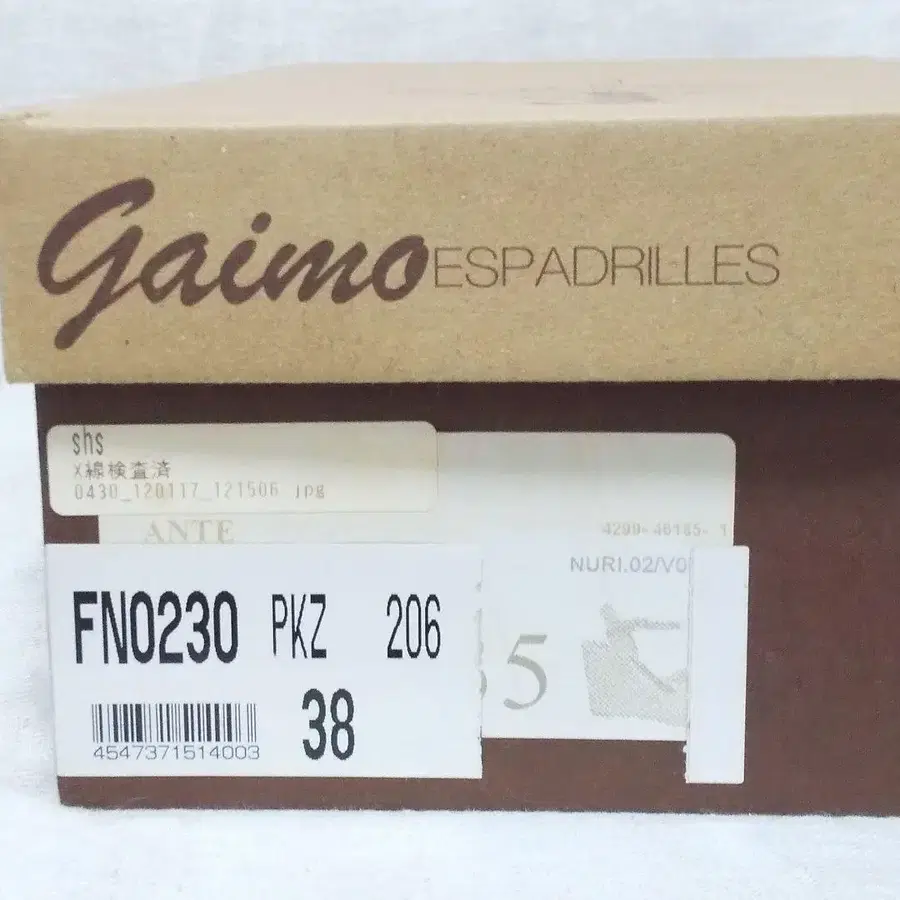 gaimo ESPADRILLES
shs
X線検査済
0430_120117_121506.jpg
ANTE
4299-46185-1
NURI.02/V0
FN0230 PKZ 206
5
38
4547371514003